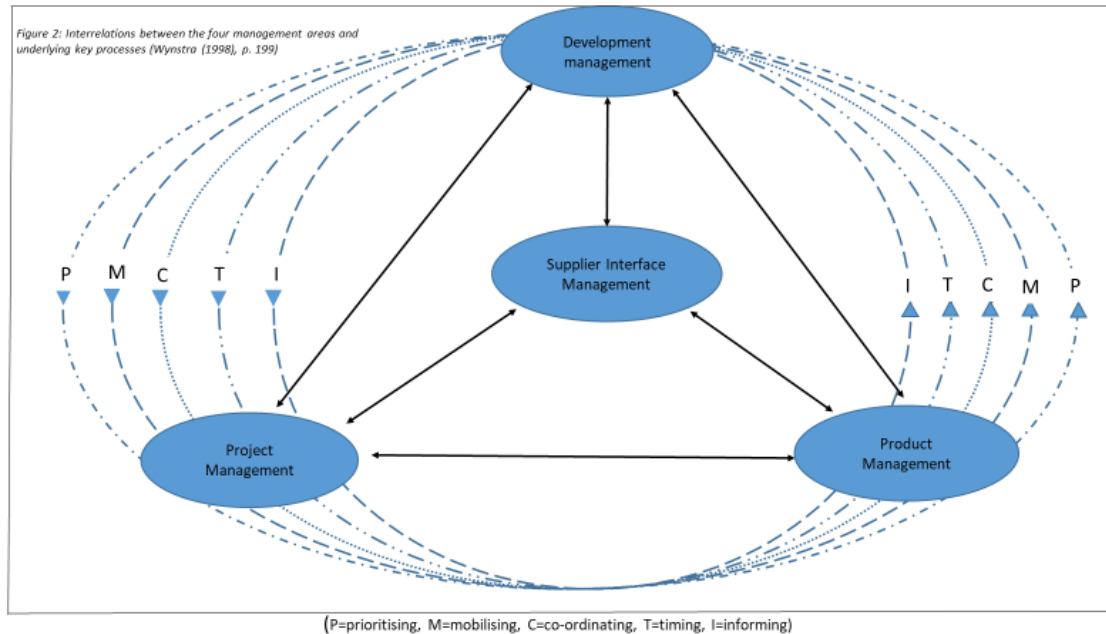 Figure 2: Interrelations between the four management areas and
underlying key processes (Wynstra (1998), p. 199)
Development
management
P M C T I
I T C M P
Supplier Interface
Management
Project
Management
Product
Management
(P=prioritising, M=mobilising, C=co-ordinating, T=timing, I=informing)